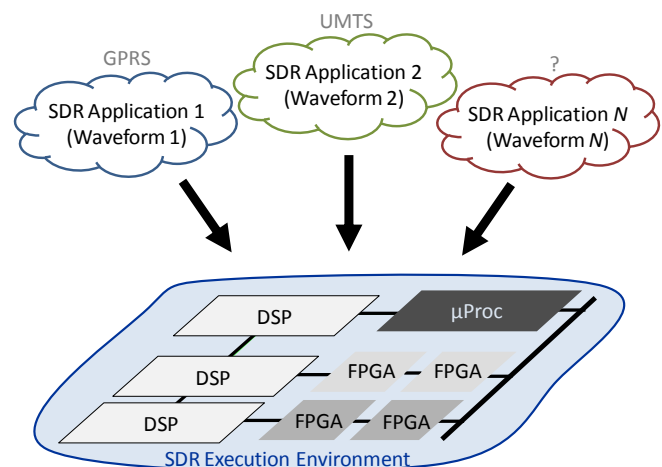 UMTS
GPRS
?
SDR Application 1
(Waveform 1)
SDR Application 2
(Waveform 2)
SDR Application N
(Waveform N)
DSP
µProc
DSP
FPGA
FPGA
DSP
FPGA
FPGA
SDR Execution Environment